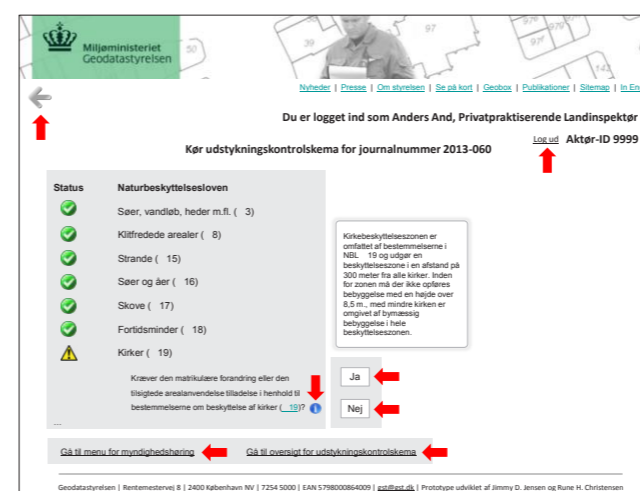 Miljøministeriet
Geodatastyrelsen
50
39
97
Nyheder | Presse | Om styrelsen | Se på kort | Geobox | Publikationer | Sitemap | In En
Du er logget ind som Anders And, Privatpraktiserende Landinspektør
Log ud Aktør-ID 9999
Kør udstykningskontrolskema for journalnummer 2013-060
Status Naturbeskyttelsesloven
Søer, vandløb, heder m.fl. ( 3)
Klitfredede arealer ( 8)
Strande ( 15)
Søer og åer ( 16)
Skove ( 17)
Fortidsminder ( 18)
Kirker ( 19)
Kræver den matrikulære forandring eller den
tilsigtede arealanvendelse tilladelse i henhold til
bestemmelserne om beskyttelse af kirker ( 19)?
...
Kirkebeskyttelseszonen er
omfattet af bestemmelserne i
NBL 19 og udgør en
beskyttelseszone i en afstand på
300 meter fra alle kirker. Inden
for zonen må der ikke opføres
bebyggelse med en højde over
8,5 m., med mindre kirken er
omgivet af bymæssig
bebyggelse i hele
beskyttelseszonen.
Ja
Nej
Gå til menu for myndighedshøring Gå til oversigt for udstykningskontrolskema
Geodatastyrelsen | Rentemestervej 8 | 2400 København NV | 7254 5000 | EAN 5798000864009 | gst@gst.dk | Prototype udviklet af Jimmy D. Jensen og Rune H. Christensen